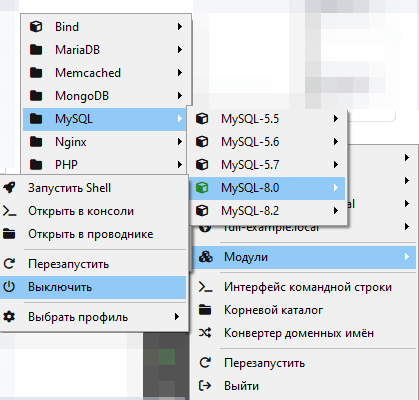 Bind
MariaDB
Memcached
MongoDB
MySQL
Nginx
PHP
MySQL-5.5
MySQL-5.6
MySQL-5.7
MySQL-8.0
MySQL-8.2
Запустить Shell
Открыть в консоли
Открыть в проводнике
Перезапустить
Выключить
Выбрать профиль
full-example.local
Модули
Интерфейс командной строки
Корневой каталог
Конвертер доменных имён
Перезапустить
Выйти